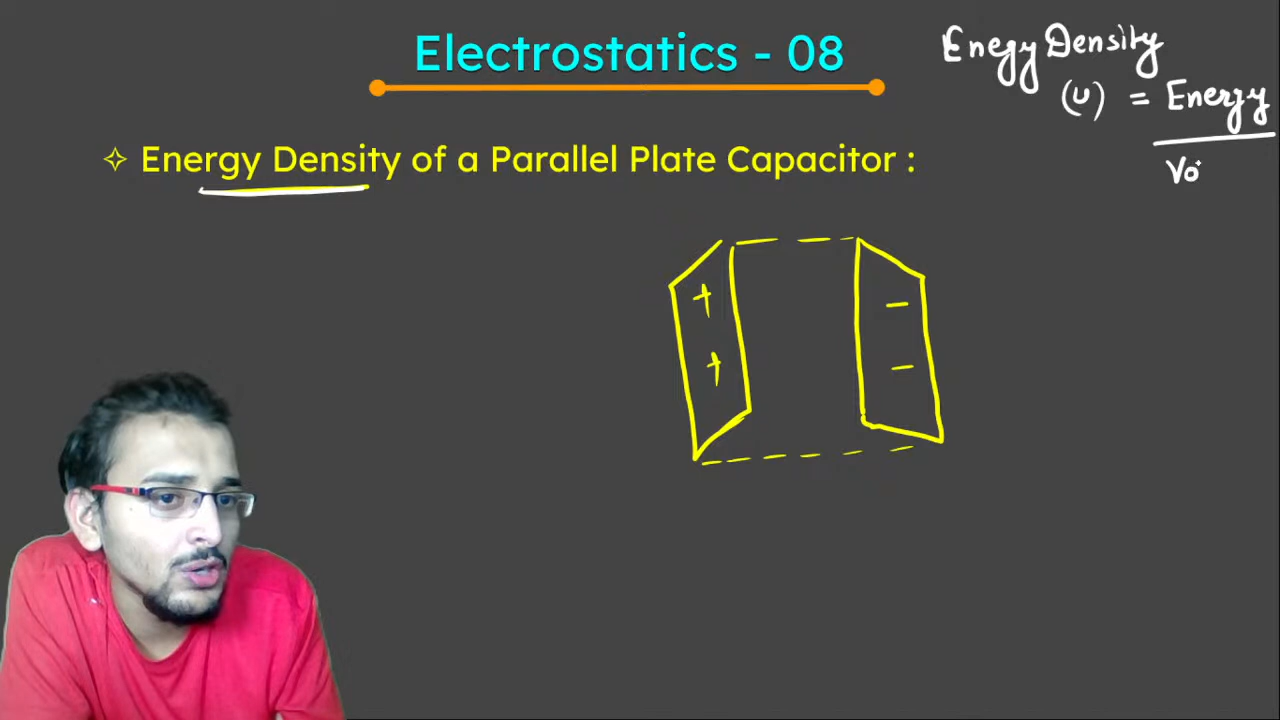 Electrostatics - 08
Enegy Density
(U) = Energy
Vo
✧ Energy Density of a Parallel Plate Capacitor :
+ −
+ −